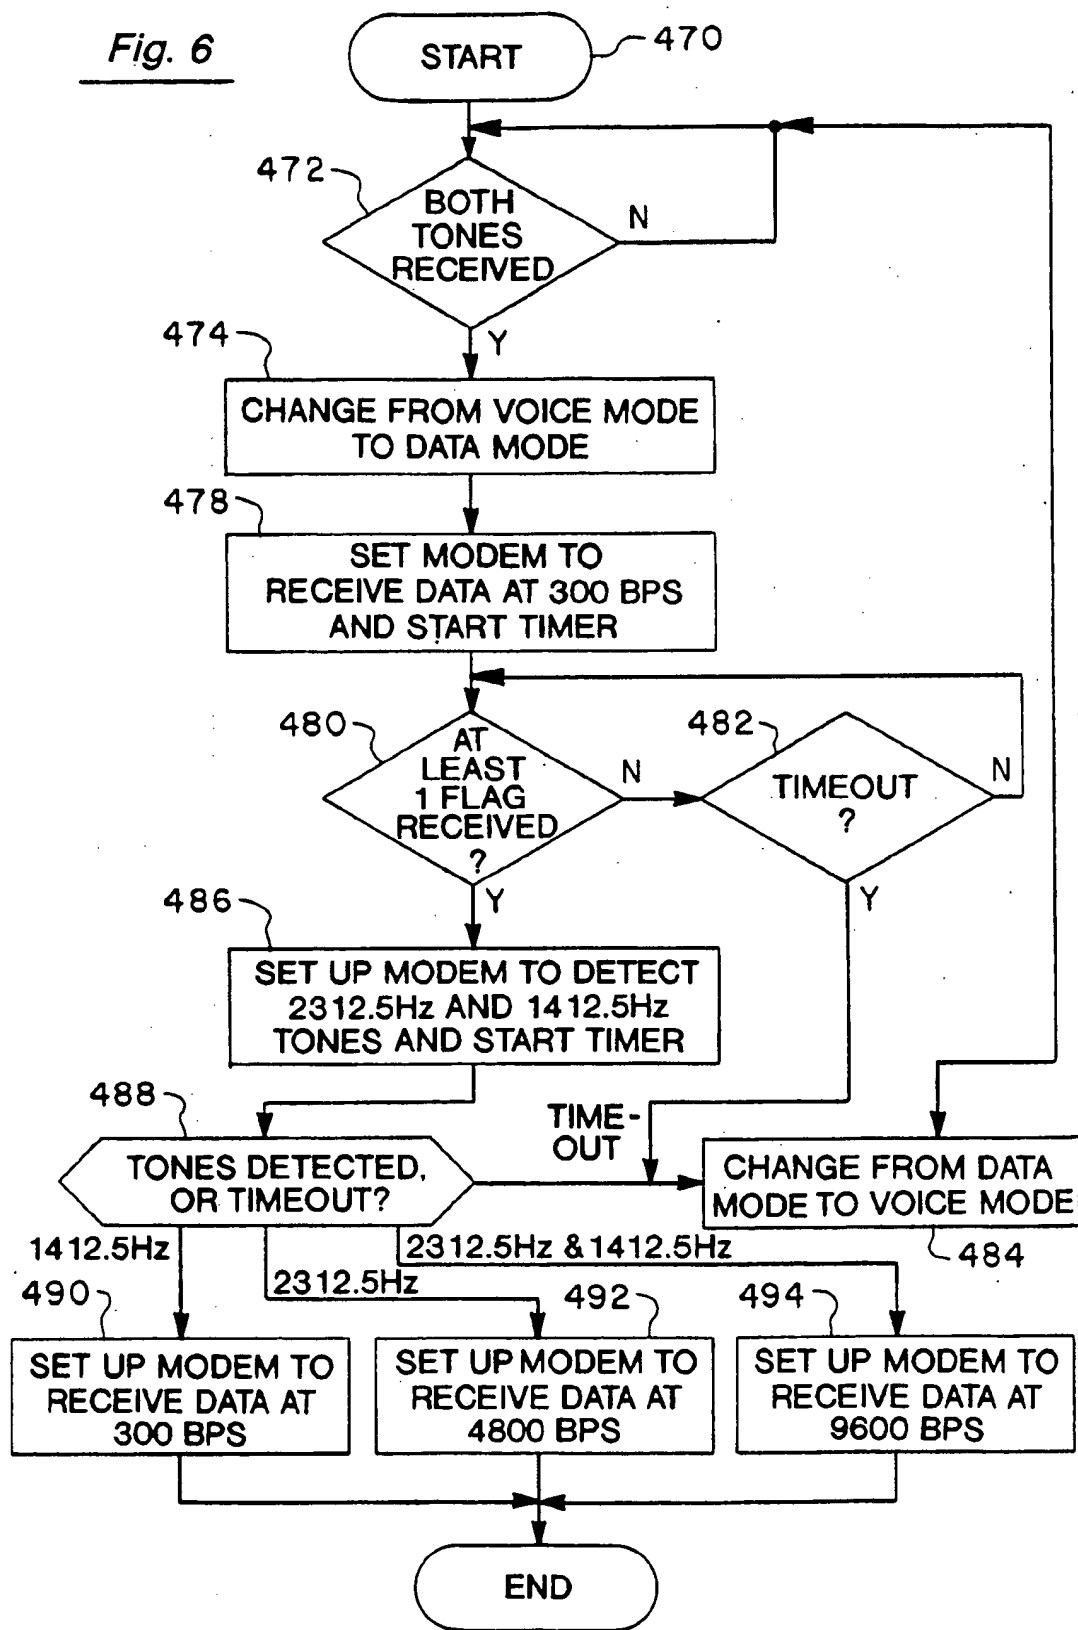 Fig. 6
START
470
472
BOTH
TONES
RECEIVED
N
Y
474
CHANGE FROM VOICE MODE
TO DATA MODE
478
SET MODEM TO
RECEIVE DATA AT 300 BPS
AND START TIMER
480
AT
LEAST
1 FLAG
RECEIVED
?
N
Y
482
TIMEOUT
?
N
Y
486
SET UP MODEM TO DETECT
2312.5Hz AND 1412.5Hz
TONES AND START TIMER
488
TONES DETECTED,
OR TIMEOUT?
TIME-
OUT
CHANGE FROM DATA
MODE TO VOICE MODE
484
1412.5Hz
2312.5Hz
2312.5Hz & 1412.5Hz
490
SET UP MODEM TO
RECEIVE DATA AT
300 BPS
492
SET UP MODEM TO
RECEIVE DATA AT
4800 BPS
494
SET UP MODEM TO
RECEIVE DATA AT
9600 BPS
END